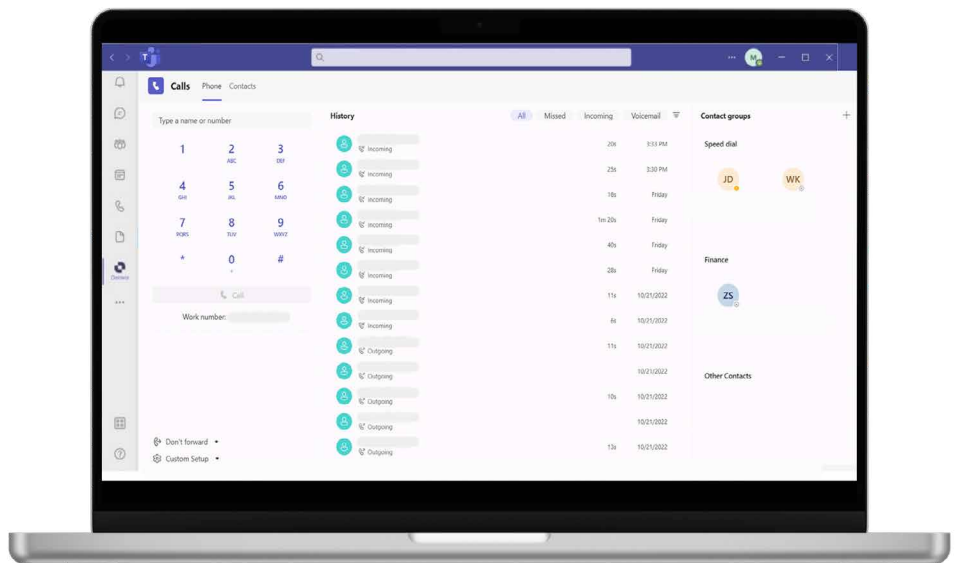 T
M
Calls Phone Contacts
Type a name or number
1 2 3
ABC DEF
4 5 6
GHI JKL MNO
7 8 9
PQRS TUV WXYZ
* 0 #
+
Call
Work number:
Don't forward
Custom Setup
History All Missed Incoming Voicemail
Incoming 20s 3:33 PM
Incoming 25s 3:30 PM
Incoming 18s Friday
Incoming 1m 20s Friday
Incoming 40s Friday
Incoming 28s Friday
Incoming 11s 10/21/2022
Incoming 6s 10/21/2022
Outgoing 11s 10/21/2022
Outgoing 10/21/2022
Outgoing 10s 10/21/2022
Outgoing 10/21/2022
Outgoing 13s 10/21/2022
Contact groups
Speed dial
JD WK
Finance
ZS
Other Contacts